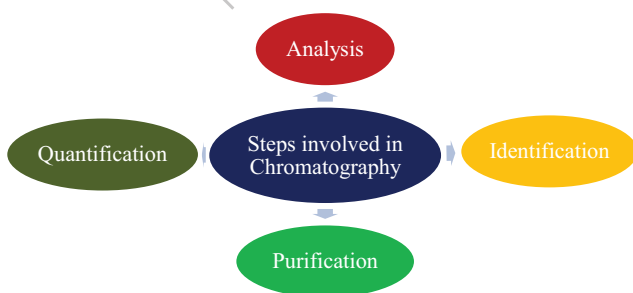 Analysis
Quantification
Steps involved in
Chromatography
Identification
Purification